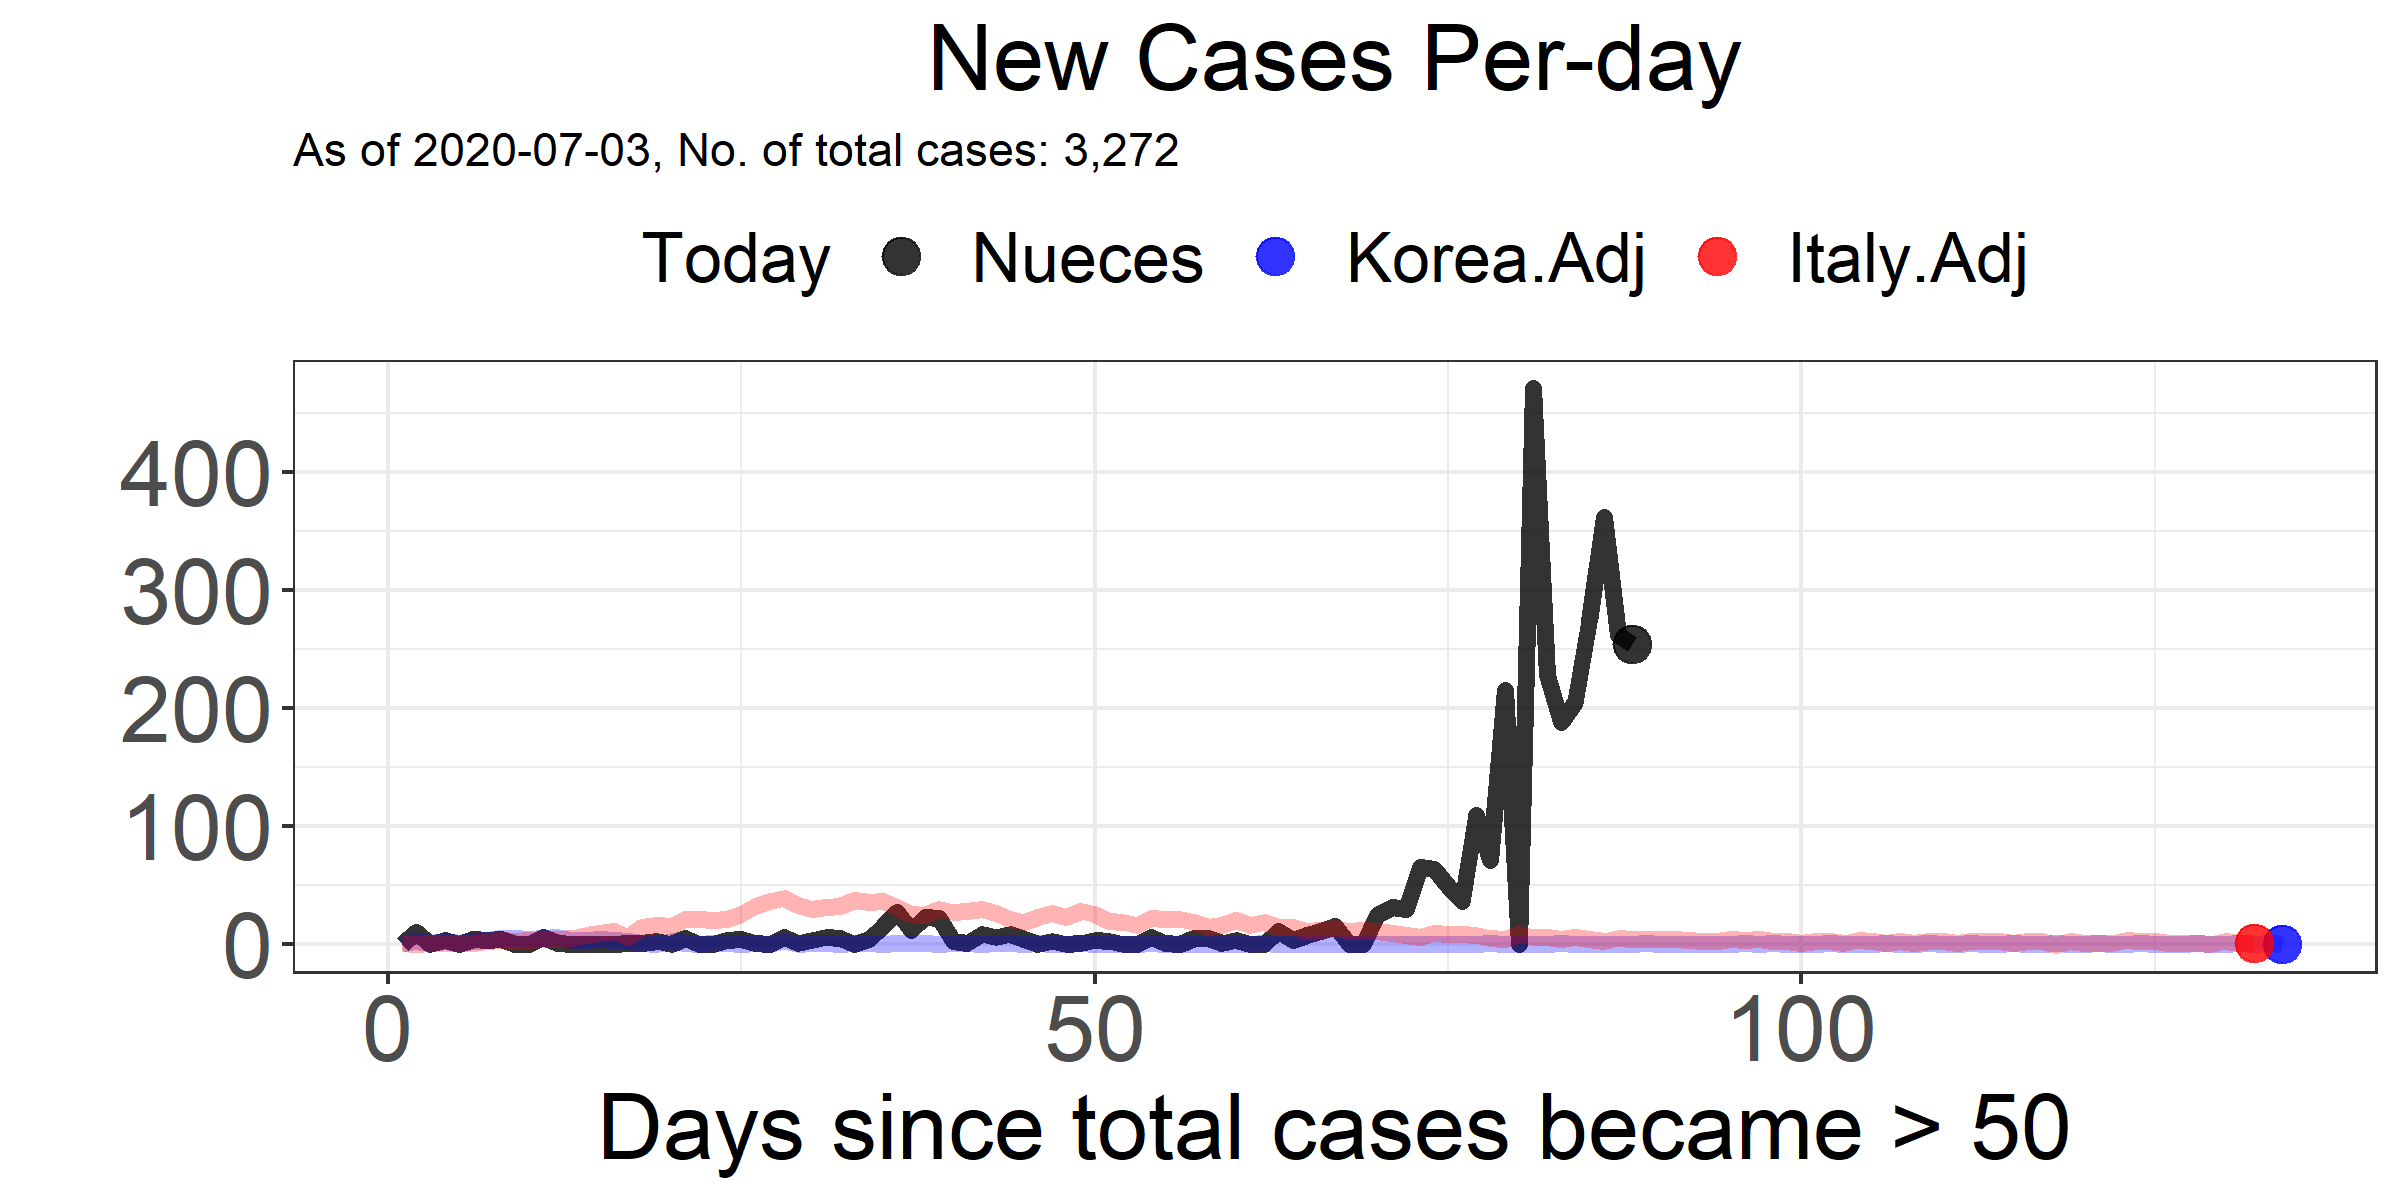 New Cases Per-day
As of 2020-07-03, No. of total cases: 3,272
Today Nueces Korea.Adj Italy.Adj
400
300
200
100
0
0 50 100
Days since total cases became > 50